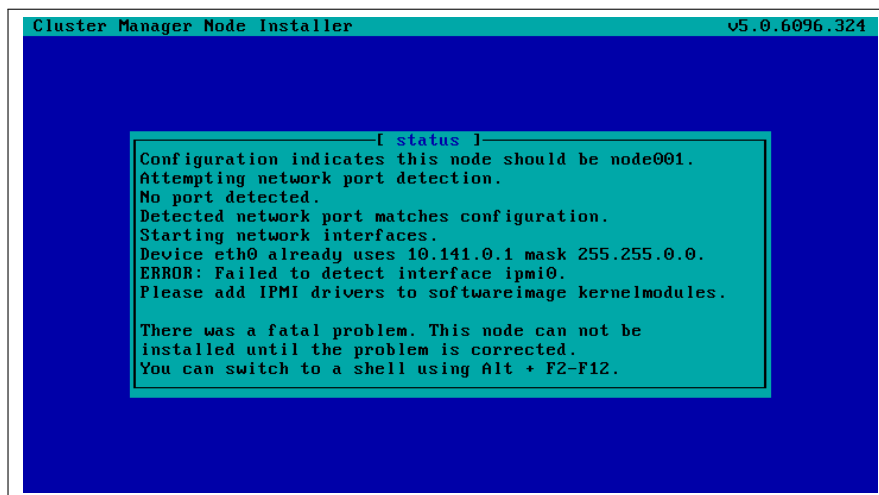 Cluster Manager Node Installer v5.0.6096.324
[ status ]
Configuration indicates this node should be node001.
Attempting network port detection.
No port detected.
Detected network port matches configuration.
Starting network interfaces.
Device eth0 already uses 10.141.0.1 mask 255.255.0.0.
ERROR: Failed to detect interface ipmi0.
Please add IPMI drivers to softwareimage kernelmodules.
There was a fatal problem. This node can not be
installed until the problem is corrected.
You can switch to a shell using Alt + F2-F12.